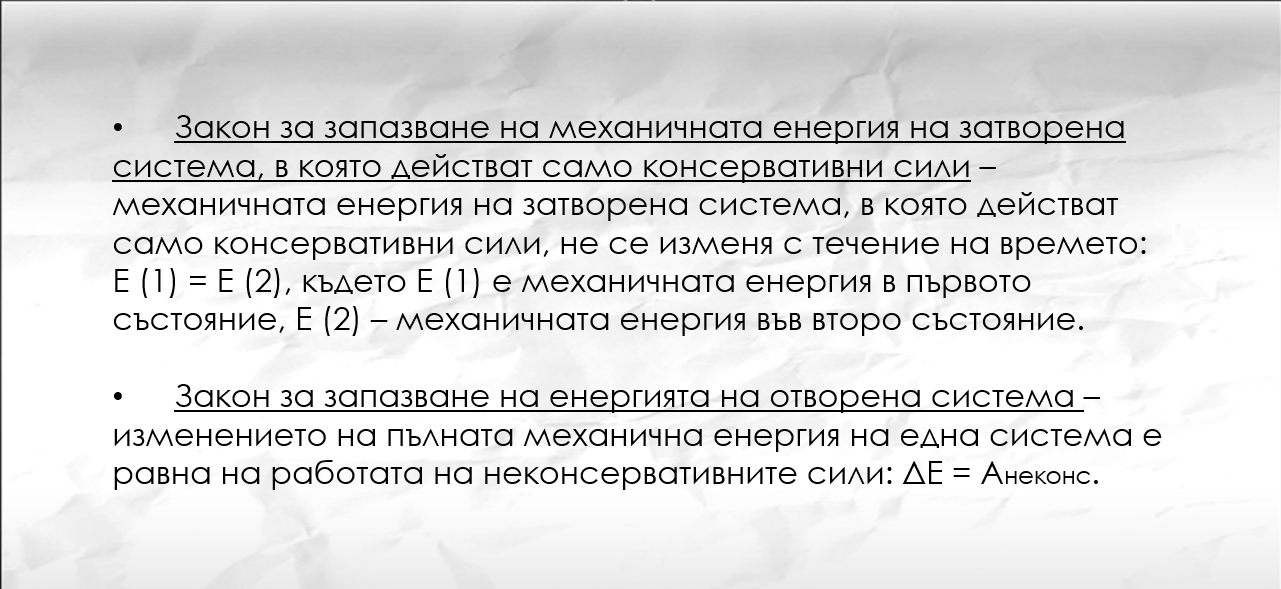 • Закон за запазване на механичната енергия на затворена
система, в която действат само консервативни сили –
механичната енергия на затворена система, в която действат
само консервативни сили, не се изменя с течение на времето:
Е (1) = Е (2), където Е (1) е механичната енергия в първото
състояние, Е (2) – механичната енергия във второ състояние.
• Закон за запазване на енергията на отворена система –
изменението на пълната механична енергия на една система е
равна на работата на неконсервативните сили: ΔЕ = Анеконс.